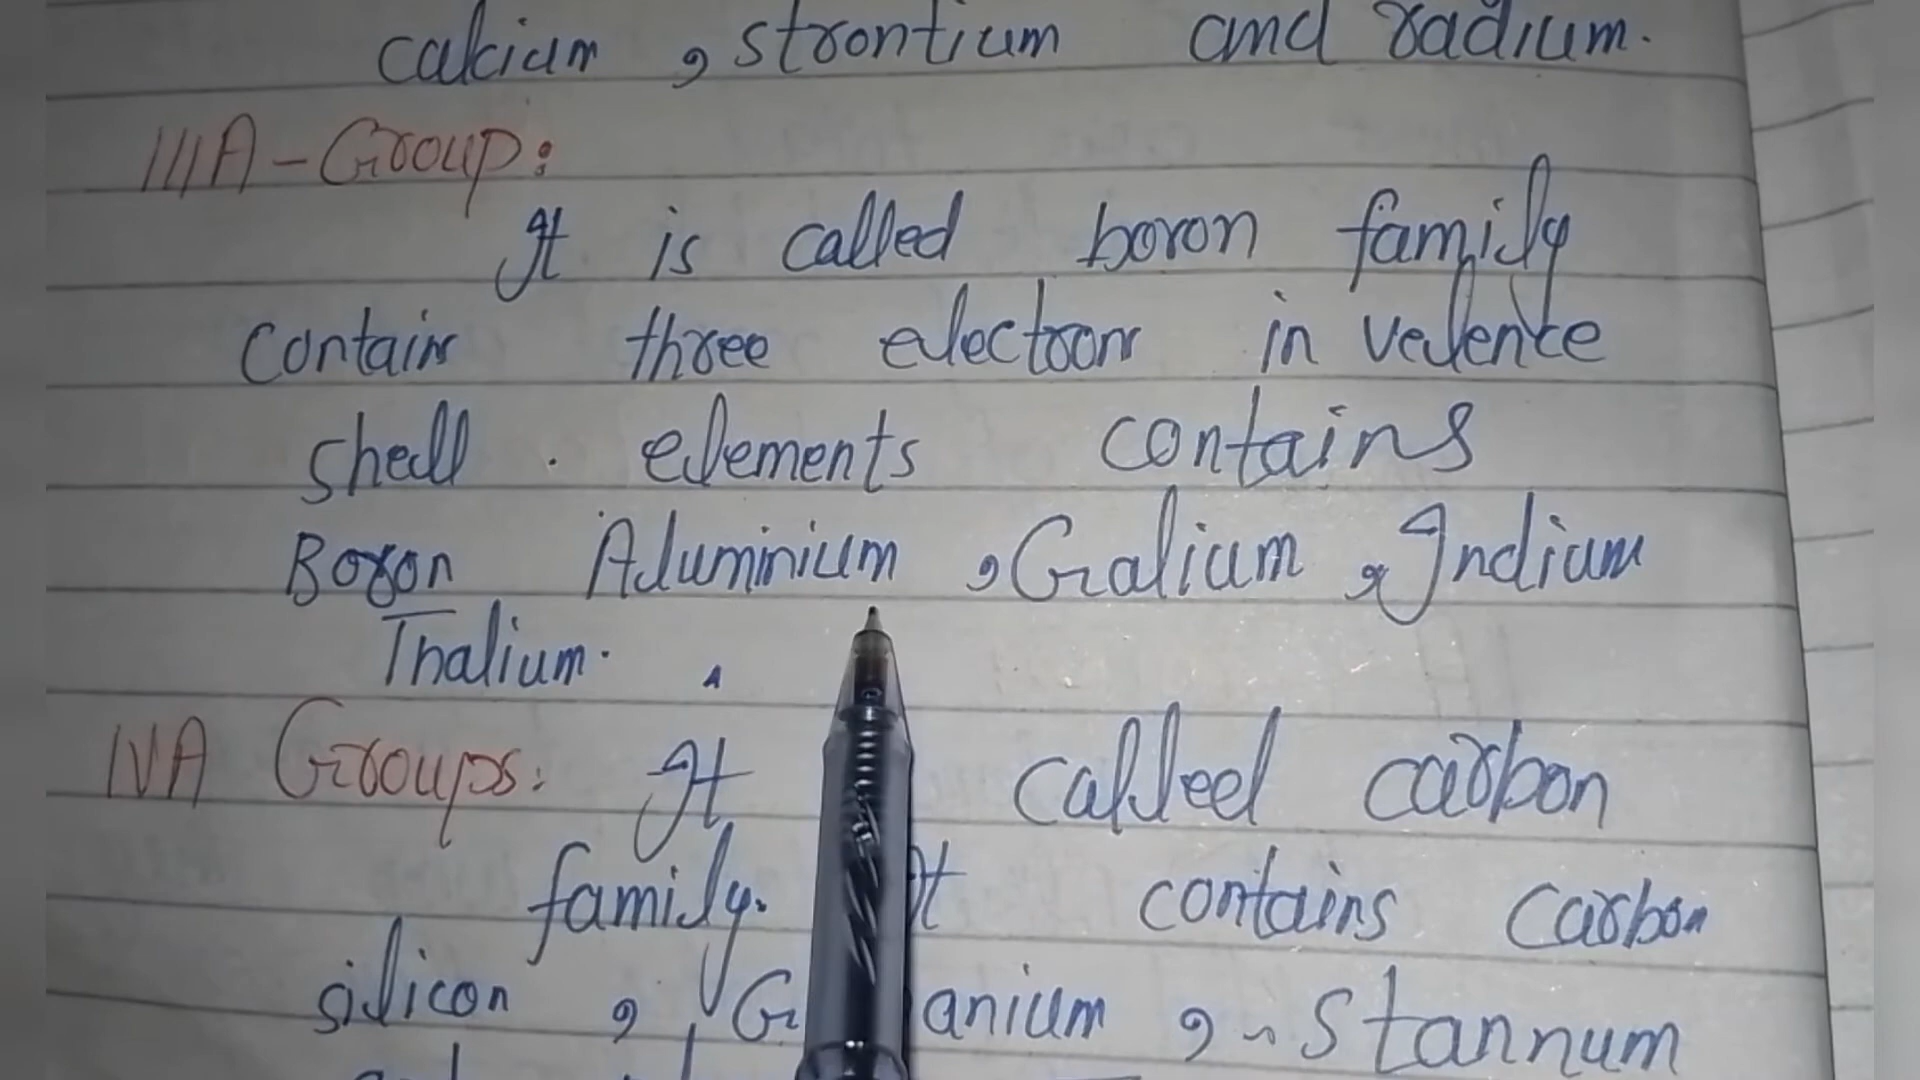 calcium , strontium and radium.
IIIA-Group:
It is called boron family
Contain three electron in velence
shell . elements contains
Boron Aluminium , Galium , Indium
Thalium.
IVA Groups: It called carbon
family. It contains Carbon
silicon , anium , Stannum